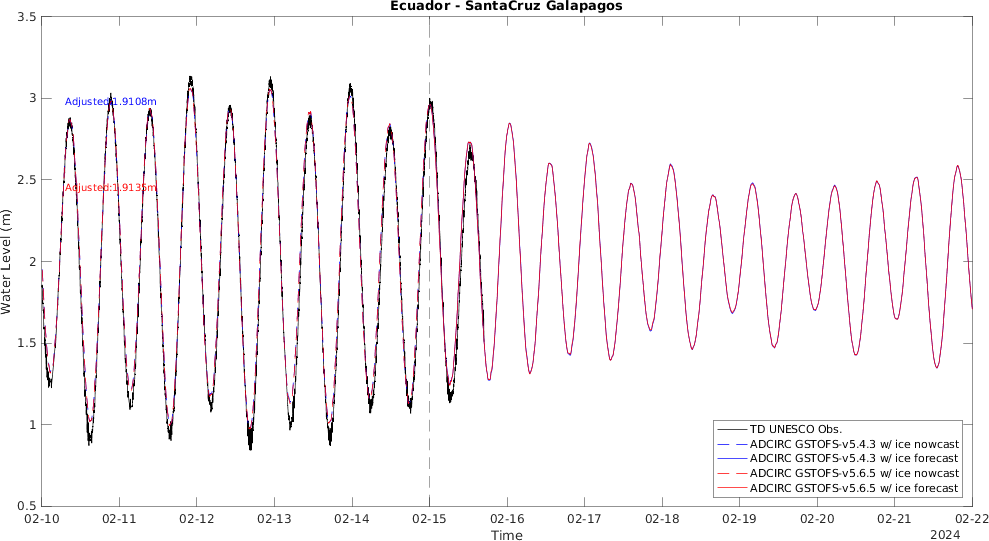 Ecuador - SantaCruz Galapagos
3.5
3
2.5
2
1.5
1
0.5
Water Level (m)
Adjusted:1.9108m
Adjusted:1.9135m
TD UNESCO Obs.
ADCIRC GSTOFS-v5.4.3 w/ ice nowcast
ADCIRC GSTOFS-v5.4.3 w/ ice forecast
ADCIRC GSTOFS-v5.6.5 w/ ice nowcast
ADCIRC GSTOFS-v5.6.5 w/ ice forecast
02-10 02-11 02-12 02-13 02-14 02-15 02-16 02-17 02-18 02-19 02-20 02-21 02-22
Time
2024